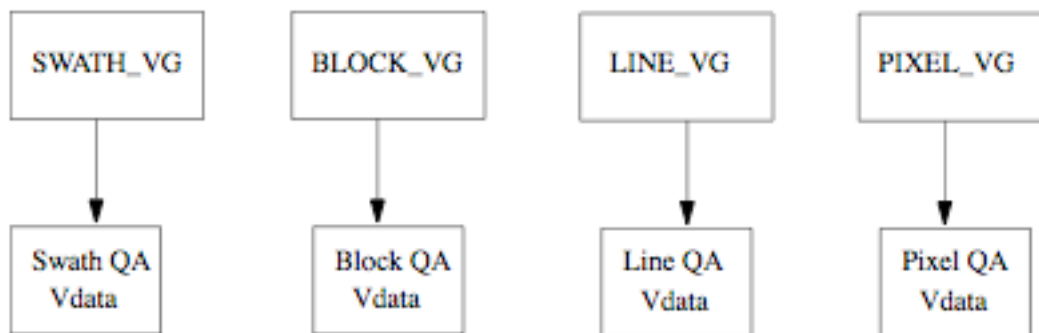 SWATH_VG
BLOCK_VG
LINE_VG
PIXEL_VG
Swath QA
Vdata
Block QA
Vdata
Line QA
Vdata
Pixel QA
Vdata